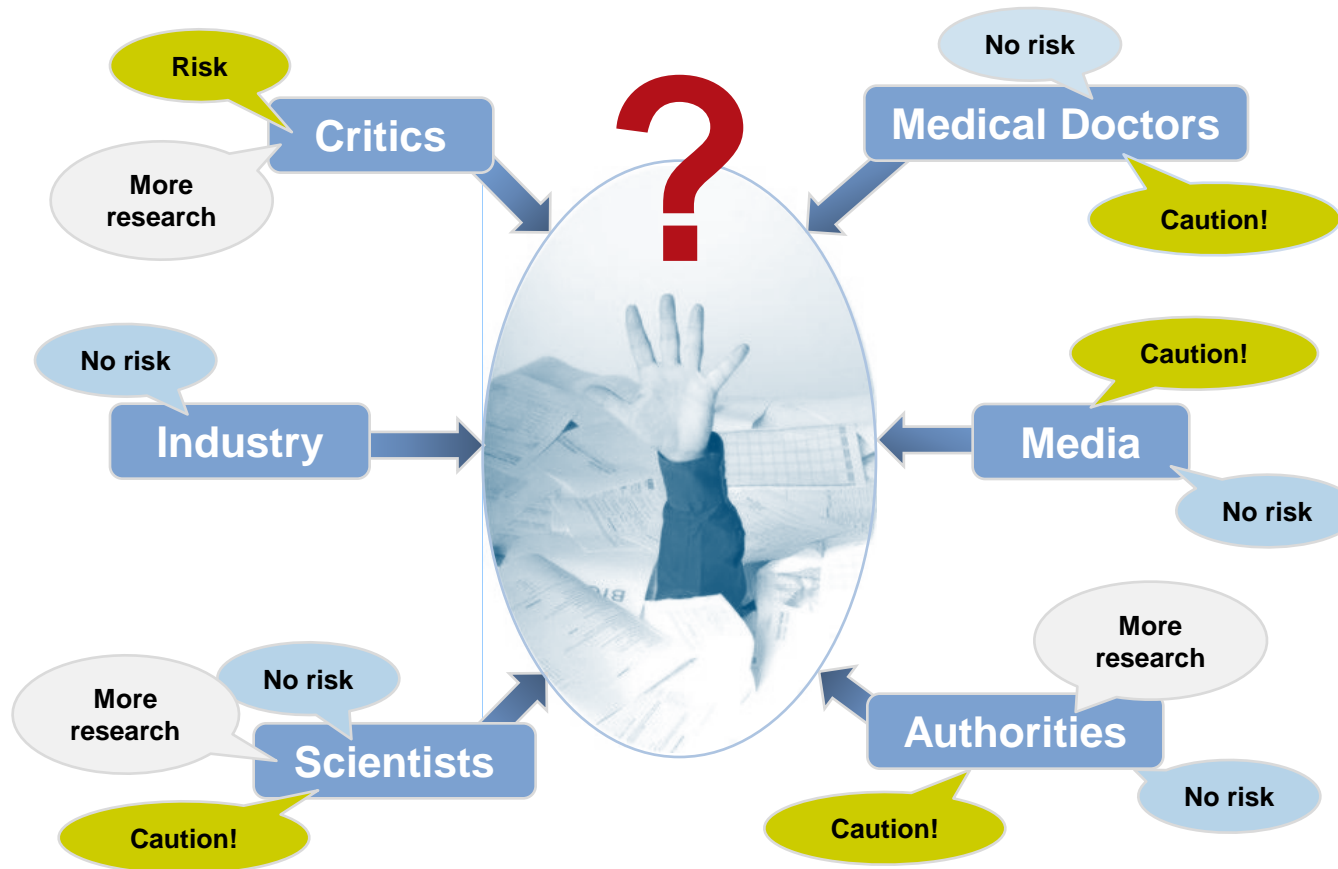 Risk
Critics
More
research
No risk
Medical Doctors
Caution!
No risk
Industry
Caution!
Media
No risk
More
research
No risk
Scientists
Caution!
More
research
Authorities
No risk
Caution!
?